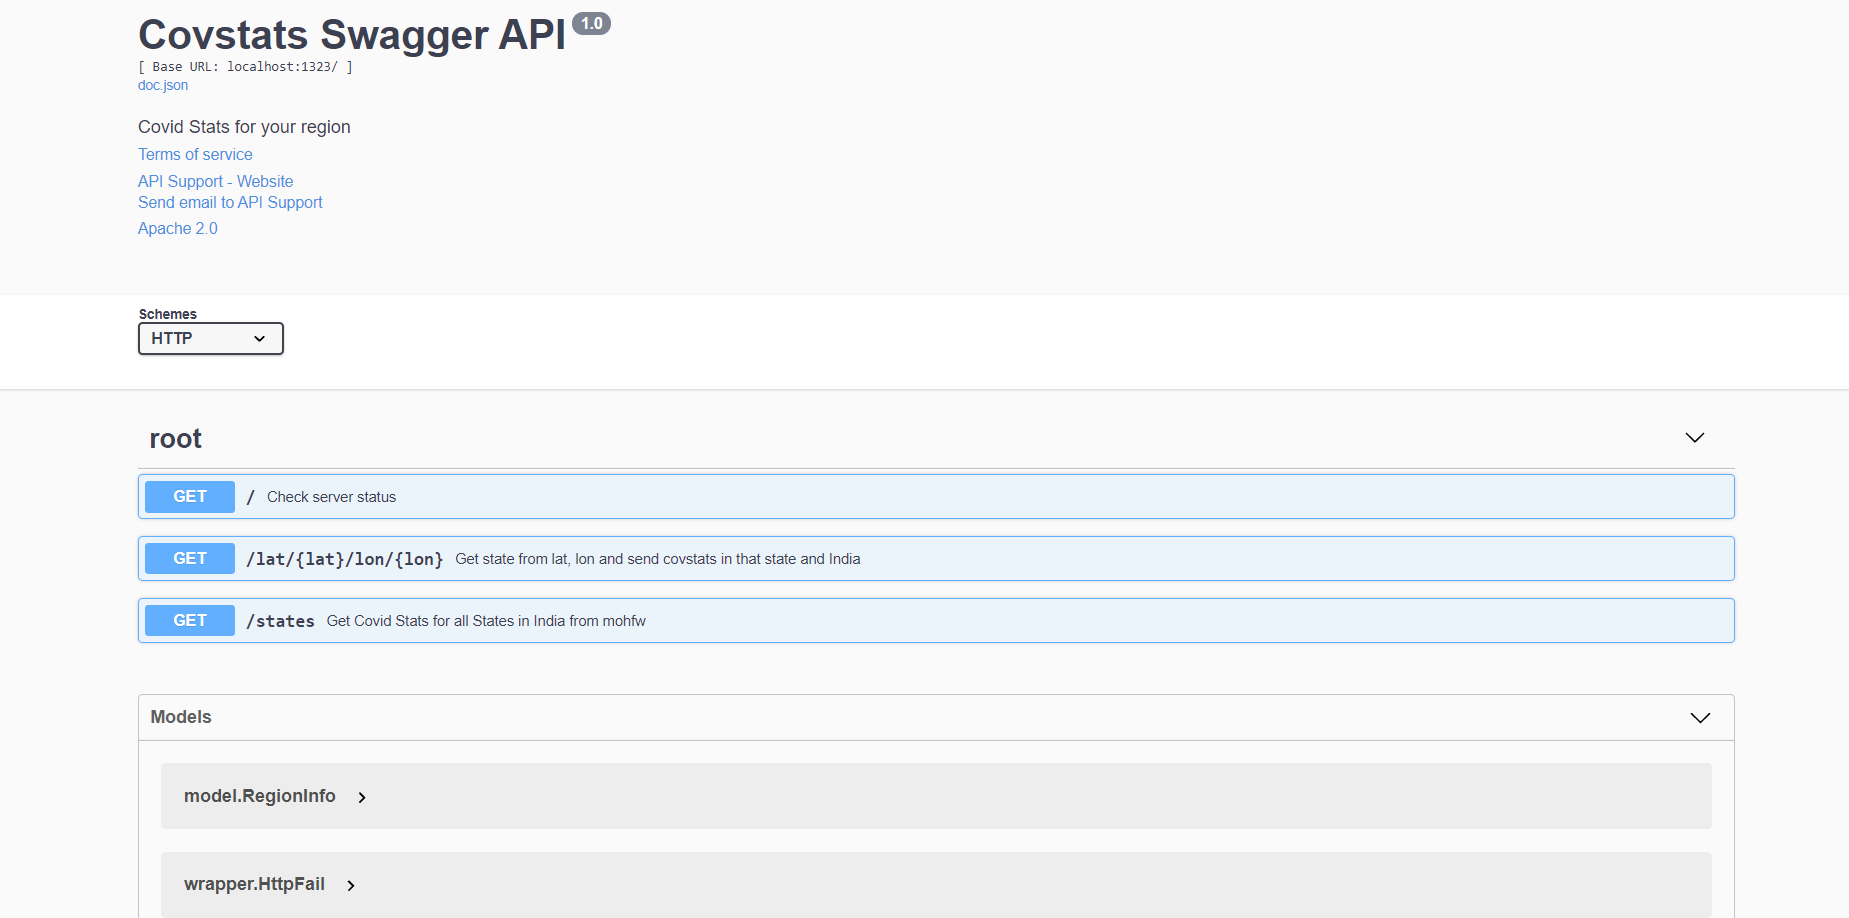 Covstats Swagger API 1.0
[ Base URL: localhost:1323/ ]
doc.json
Covid Stats for your region
Terms of service
API Support - Website
Send email to API Support
Apache 2.0
Schemes
HTTP
root
GET / Check server status
GET /lat/{lat}/lon/{lon} Get state from lat, lon and send covstats in that state and India
GET /states Get Covid Stats for all States in India from mohfw
Models
model.RegionInfo
wrapper.HttpFail